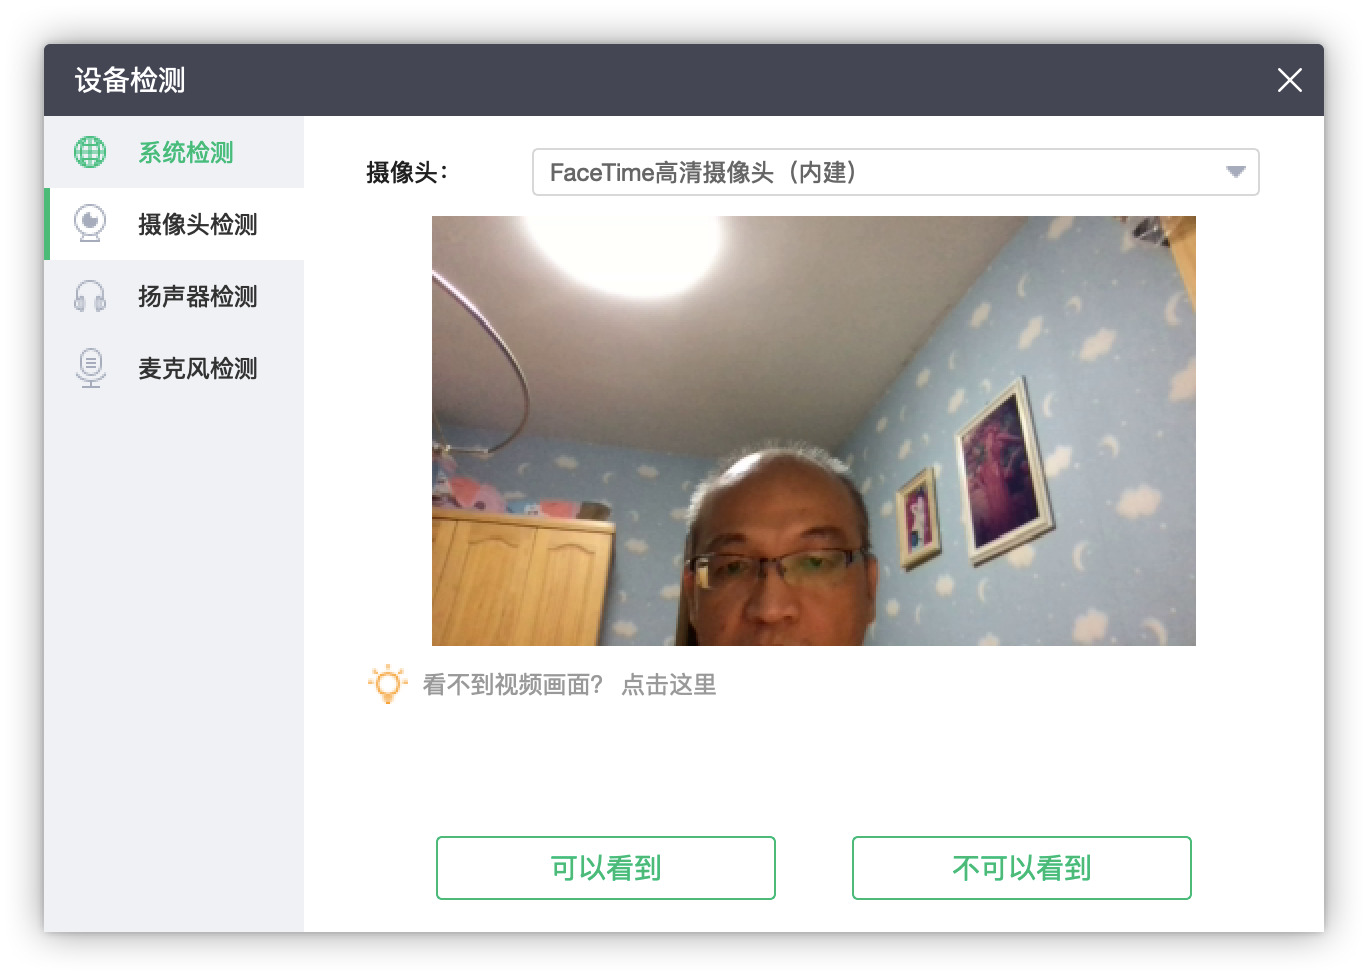 设备检测
系统检测
摄像头检测
扬声器检测
麦克风检测
摄像头：
FaceTime高清摄像头（内建）
看不到视频画面？ 点击这里
可以看到
不可以看到